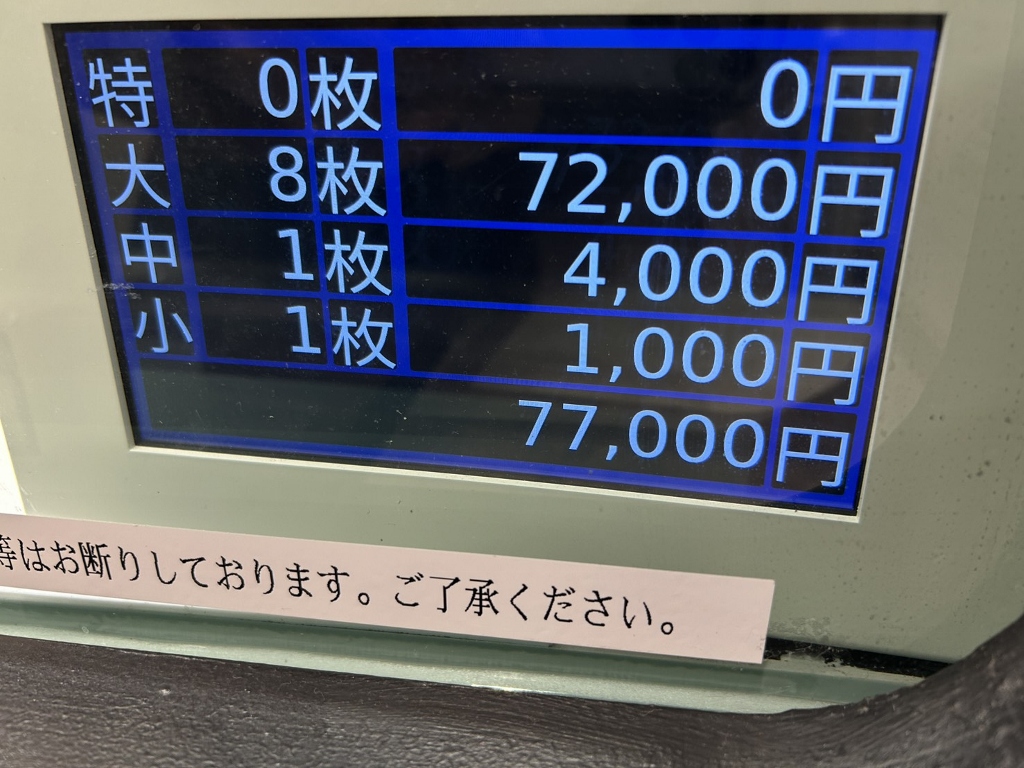 特 0枚 0円
大 8枚 72,000円
中 1枚 4,000円
小 1枚 1,000円
77,000円
等はお断りしております。ご了承ください。